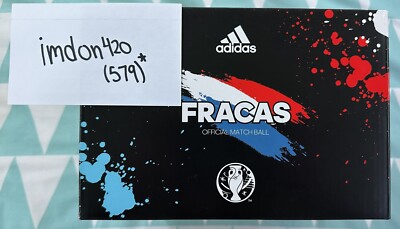 imdon420
(579)*
adidas
FRACAS
OFFICIAL MATCH BALL